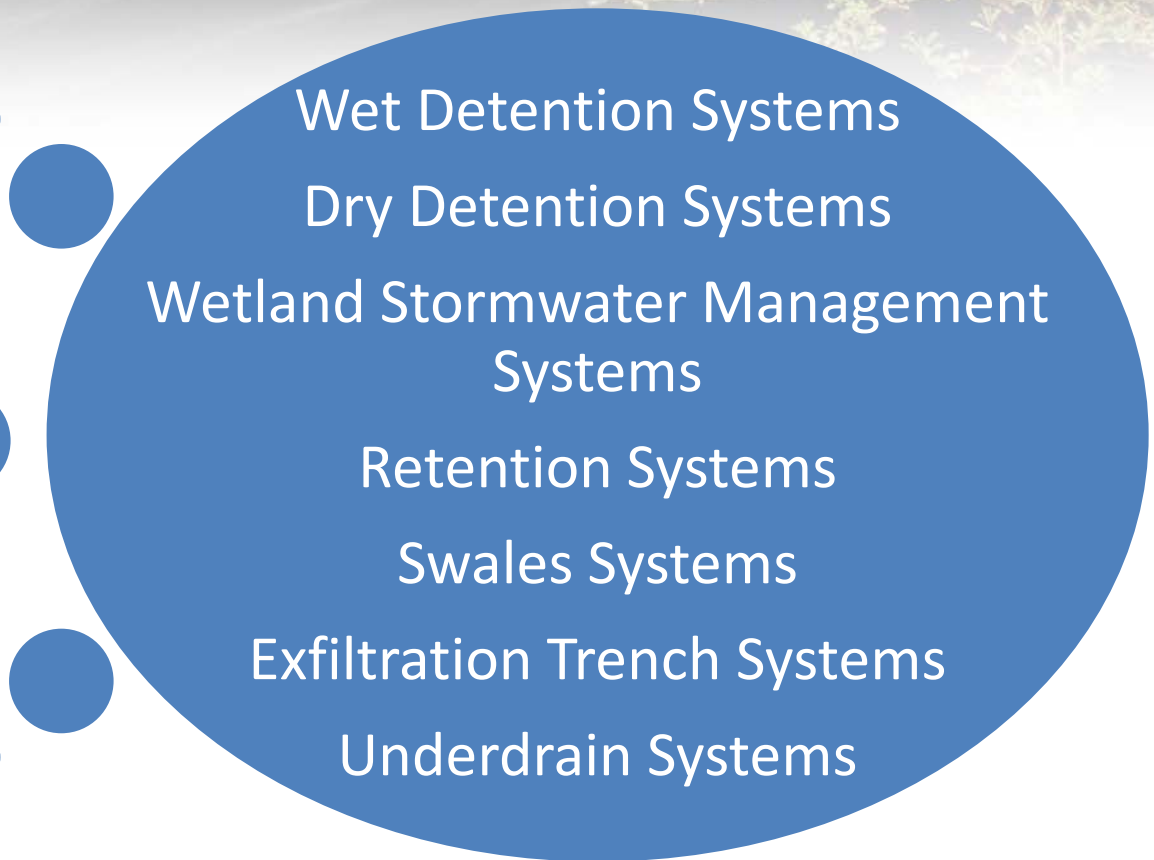 Wet Detention Systems
Dry Detention Systems
Wetland Stormwater Management
Systems
Retention Systems
Swales Systems
Exfiltration Trench Systems
Underdrain Systems